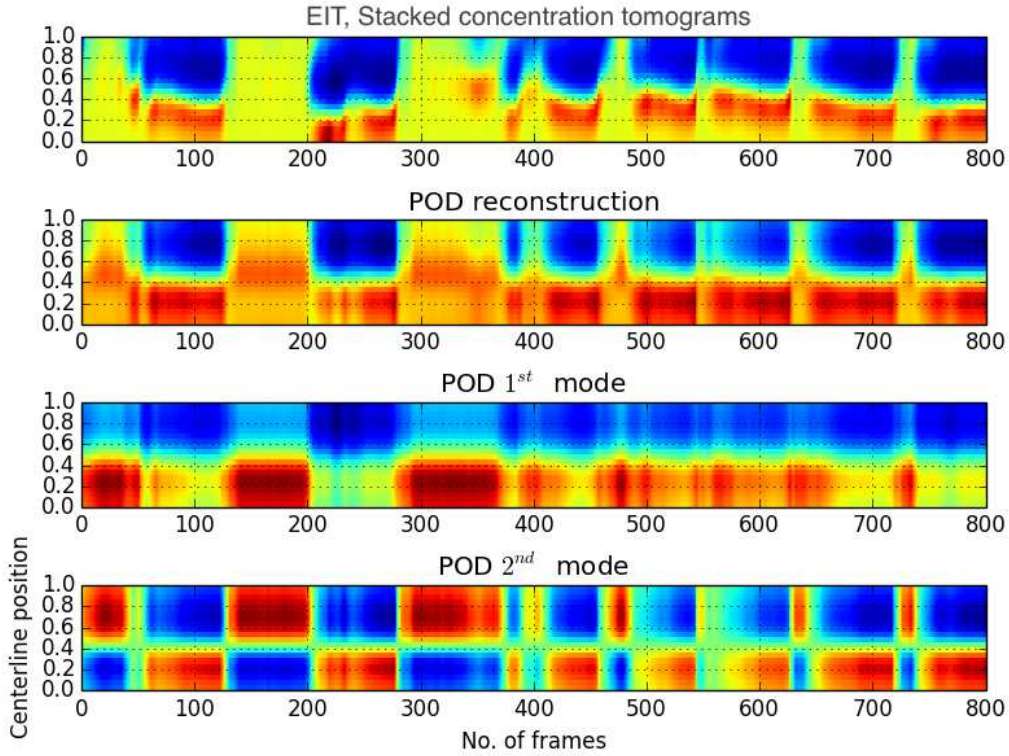 EIT, Stacked concentration tomograms
1.0
0.8
0.6
0.4
0.2
0.0
0 100 200 300 400 500 600 700 800
POD reconstruction
1.0
0.8
0.6
0.4
0.2
0.0
0 100 200 300 400 500 600 700 800
POD 1st mode
1.0
0.8
0.6
0.4
0.2
0.0
0 100 200 300 400 500 600 700 800
POD 2nd mode
1.0
0.8
0.6
0.4
0.2
0.0
0 100 200 300 400 500 600 700 800
Centerline position
No. of frames